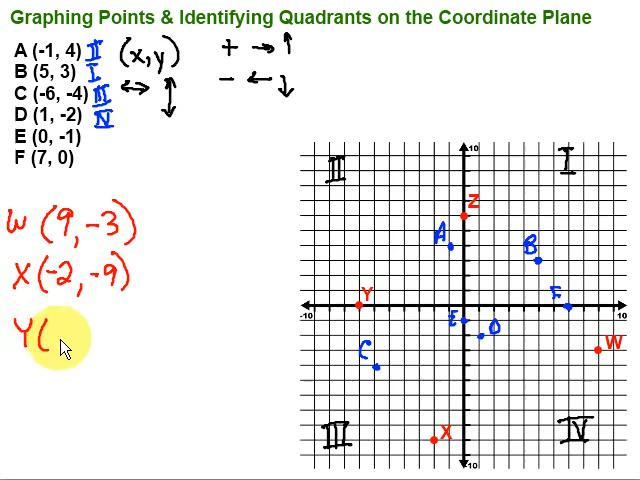 Graphing Points & Identifying Quadrants on the Coordinate Plane
A (-1, 4) II (x,y) + → ↑
B (5, 3) I - ← ↓
C (-6, -4) III ↔ ↕
D (1, -2) IV
E (0, -1)
F (7, 0)
W (9, -3)
X (-2, -9)
Y (
10
II I
Z
A B
Y F
-10 E D 10
C W
X
III IV
-10